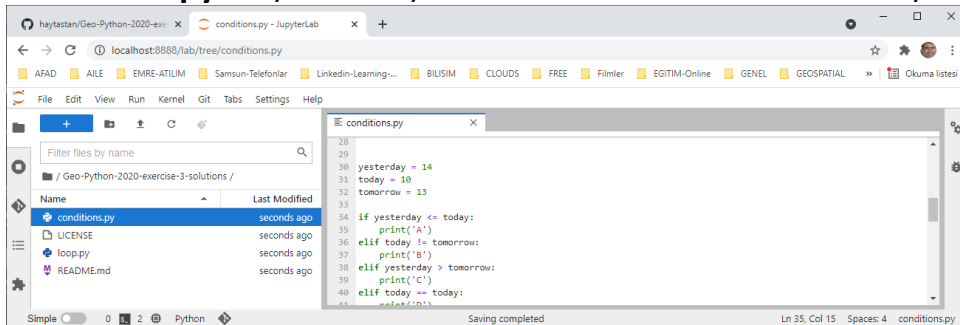 haytastan/Geo-Python-2020-exe
conditions.py - JupyterLab
localhost:8888/lab/tree/conditions.py
AFAD AILE EMRE-ATILIM Samsun-Telefonlar Linkedin-Learning-... BILISIM CLOUDS FREE Filmler EGITIM-Online GENEL GEOSPATIAL » Okuma listesi
File Edit View Run Kernel Git Tabs Settings Help
Filter files by name
/ Geo-Python-2020-exercise-3-solutions /
Name Last Modified
conditions.py seconds ago
LICENSE seconds ago
loop.py seconds ago
README.md seconds ago
conditions.py
28
29
30 yesterday = 14
31 today = 10
32 tomorrow = 13
33
34 if yesterday <= today:
35     print('A')
36 elif today != tomorrow:
37     print('B')
38 elif yesterday > tomorrow:
39     print('C')
40 elif today == today:
41     print('D')
Simple 0 2 Python Saving completed Ln 35, Col 15 Spaces: 4 conditions.py